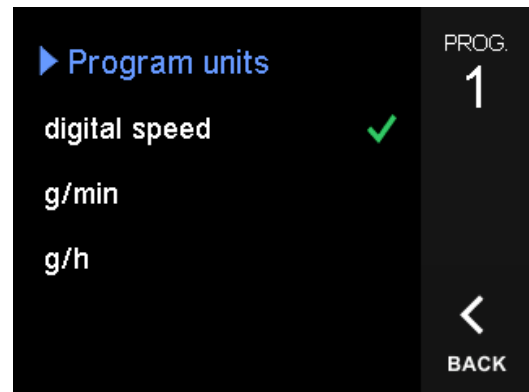 Program units
digital speed
g/min
g/h
PROG.
1
BACK